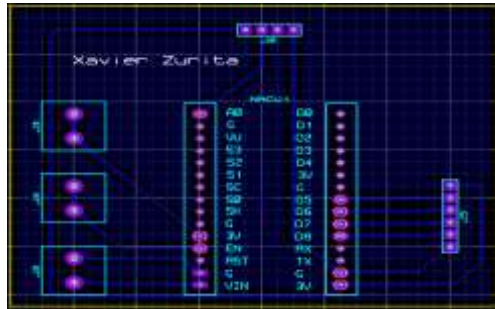 Xavier Zurita
A0 D0
G D1
VU D2
S3 D3
S2 D4
S1 3V
SC G
S0 D5
SK D6
G D7
3V D8
EN RX
RST TX
G G
VIN 3V